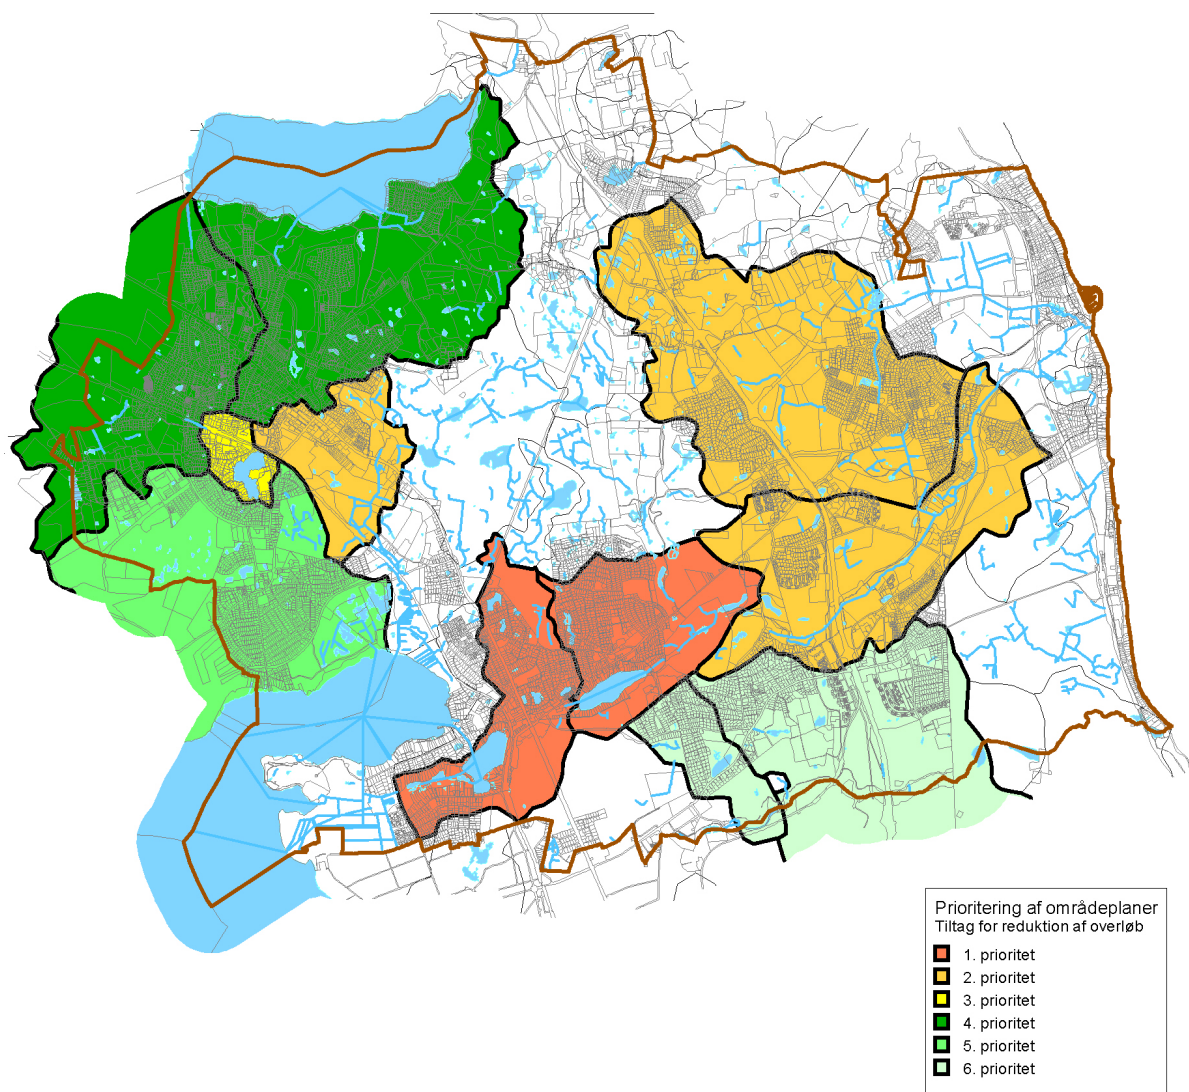 Prioritering af områdeplaner
Tiltag for reduktion af overløb
1. prioritet
2. prioritet
3. prioritet
4. prioritet
5. prioritet
6. prioritet